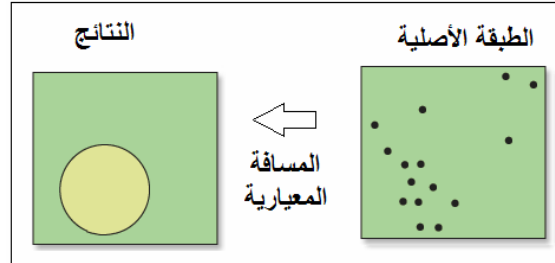 الطبقة الأصلية
النتائج
المسافة
المعيارية